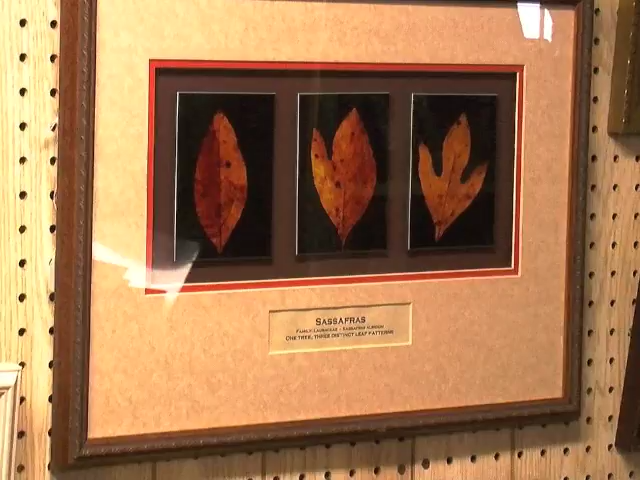 SASSAFRAS
FAMILY: LAURACEAE - SASSAFRAS ALBIDUM
ONE TREE, THREE DISTINCT LEAF PATTERNS